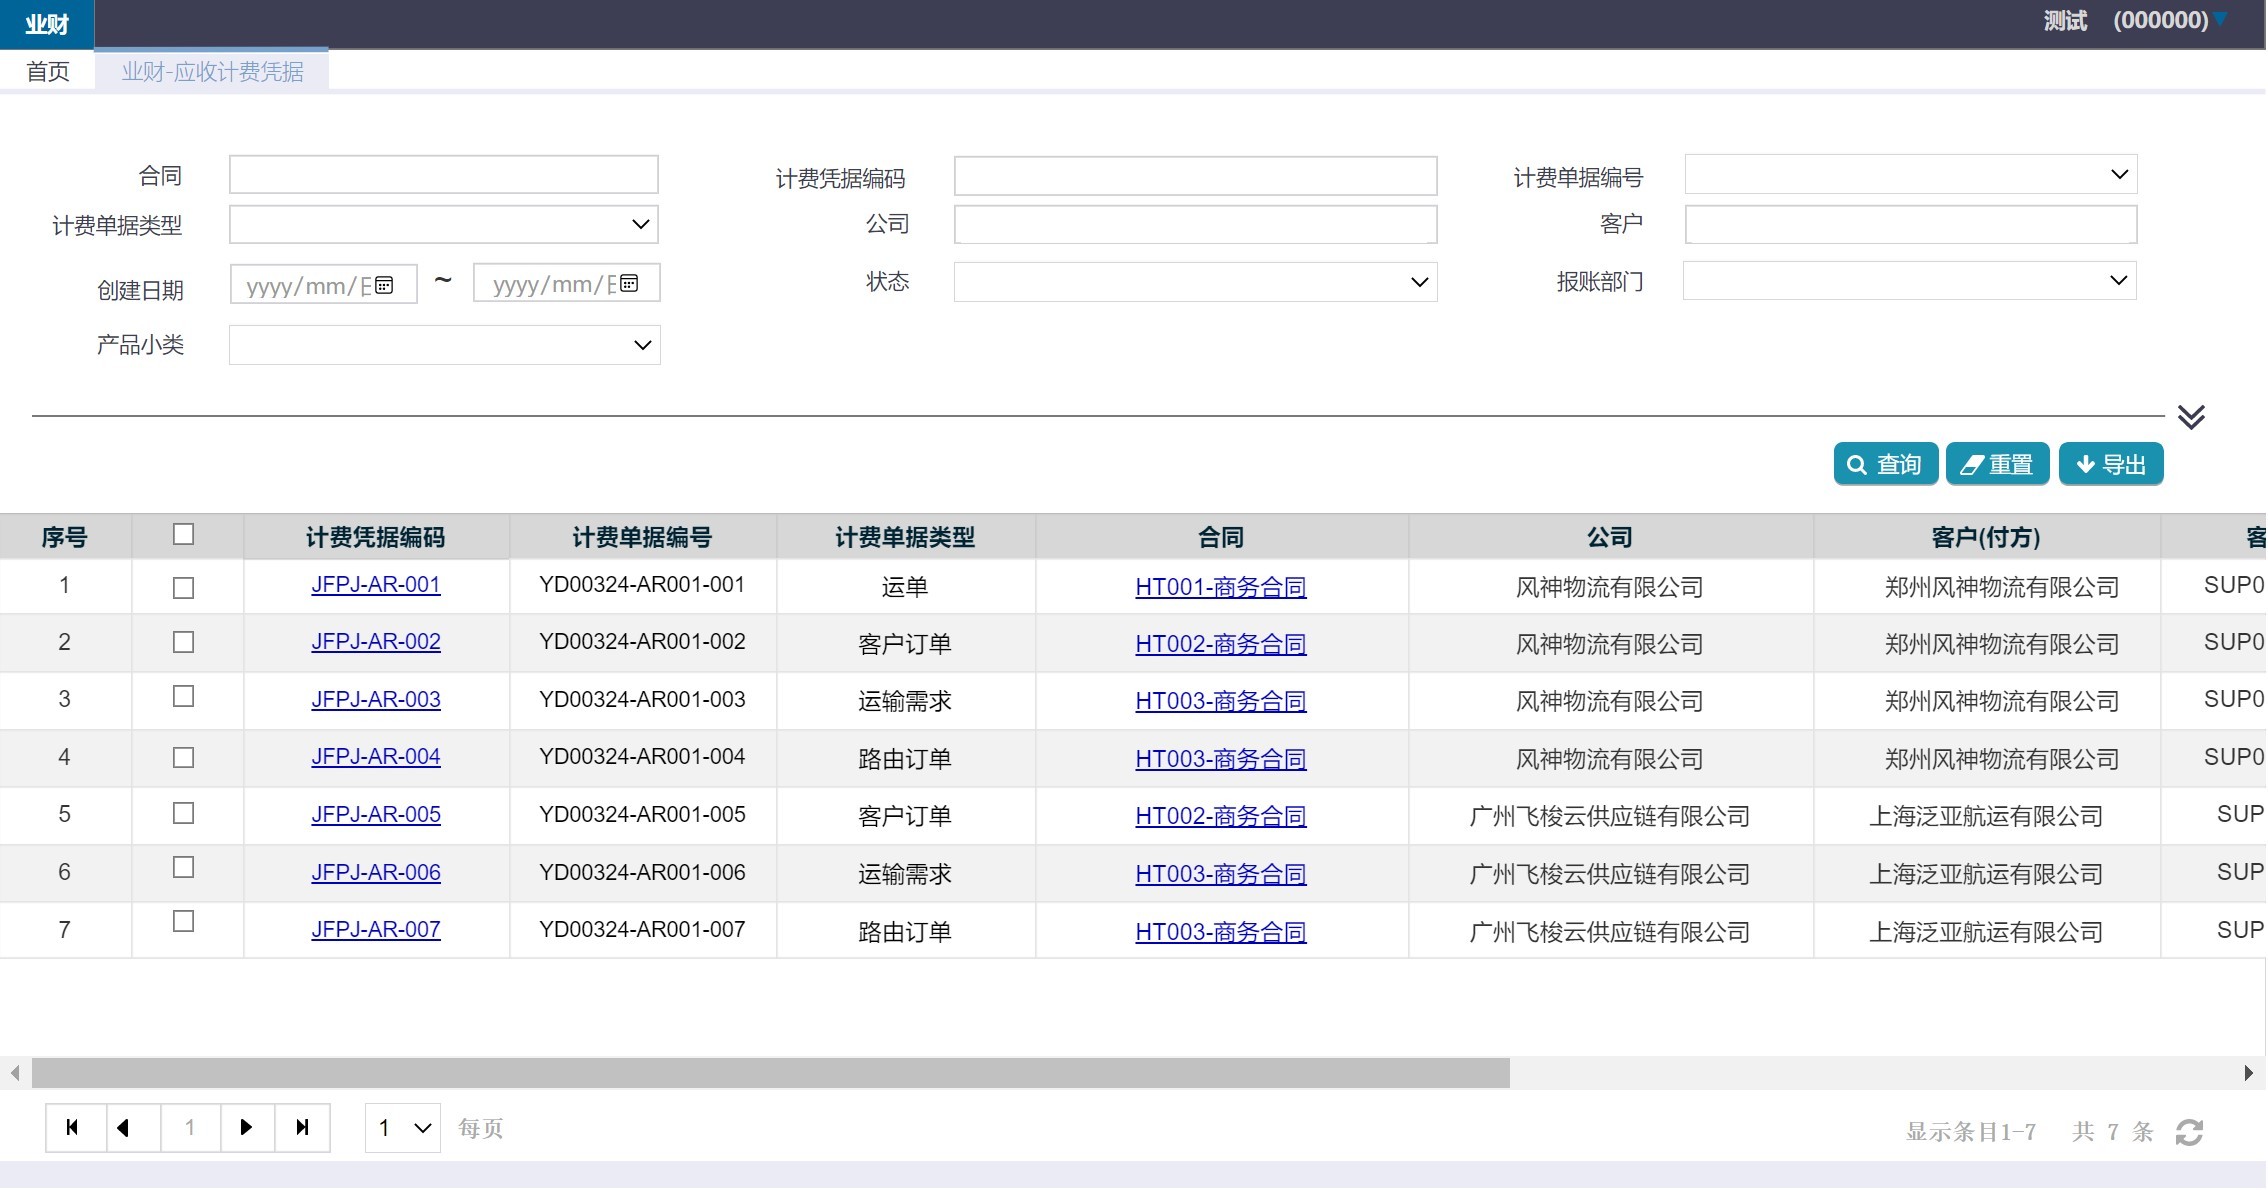 业财 测试 (000000)
首页 业财-应收计费凭据
合同 计费凭据编码 计费单据编号
计费单据类型 公司 客户
创建日期 yyyy/mm/日 ~ yyyy/mm/日 状态 报账部门
产品小类
查询 重置 导出
序号 计费凭据编码 计费单据编号 计费单据类型 合同 公司 客户(付方) 客
1 JFPJ-AR-001 YD00324-AR001-001 运单 HT001-商务合同 风神物流有限公司 郑州风神物流有限公司 SUP0
2 JFPJ-AR-002 YD00324-AR001-002 客户订单 HT002-商务合同 风神物流有限公司 郑州风神物流有限公司 SUP0
3 JFPJ-AR-003 YD00324-AR001-003 运输需求 HT003-商务合同 风神物流有限公司 郑州风神物流有限公司 SUP0
4 JFPJ-AR-004 YD00324-AR001-004 路由订单 HT003-商务合同 风神物流有限公司 郑州风神物流有限公司 SUP0
5 JFPJ-AR-005 YD00324-AR001-005 客户订单 HT002-商务合同 广州飞梭云供应链有限公司 上海泛亚航运有限公司 SUP
6 JFPJ-AR-006 YD00324-AR001-006 运输需求 HT003-商务合同 广州飞梭云供应链有限公司 上海泛亚航运有限公司 SUP
7 JFPJ-AR-007 YD00324-AR001-007 路由订单 HT003-商务合同 广州飞梭云供应链有限公司 上海泛亚航运有限公司 SUP
1 1 每页 显示条目1-7 共 7 条